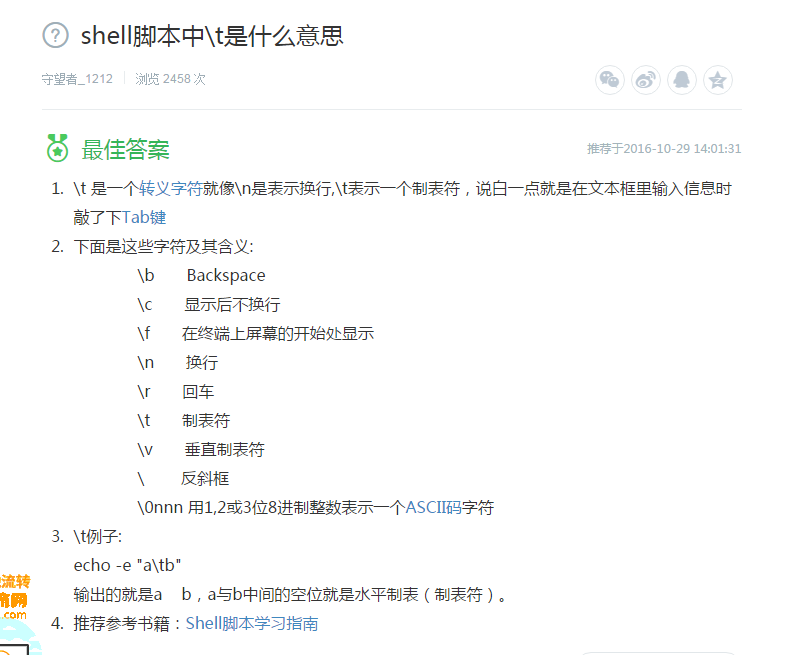 shell脚本中\t是什么意思
守望者_1212 浏览 2458 次
最佳答案 推荐于2016-10-29 14:01:31
1. \t 是一个转义字符就像\n是表示换行,\t表示一个制表符，说白一点就是在文本框里输入信息时
敲了下Tab键
2. 下面是这些字符及其含义:
\b Backspace
\c 显示后不换行
\f 在终端上屏幕的开始处显示
\n 换行
\r 回车
\t 制表符
\v 垂直制表符
\ 反斜框
\0nnn 用1,2或3位8进制整数表示一个ASCII码字符
3. \t例子:
echo -e "a\tb"
输出的就是a b，a与b中间的空位就是水平制表（制表符）。
4. 推荐参考书籍：Shell脚本学习指南
流转
网
.com